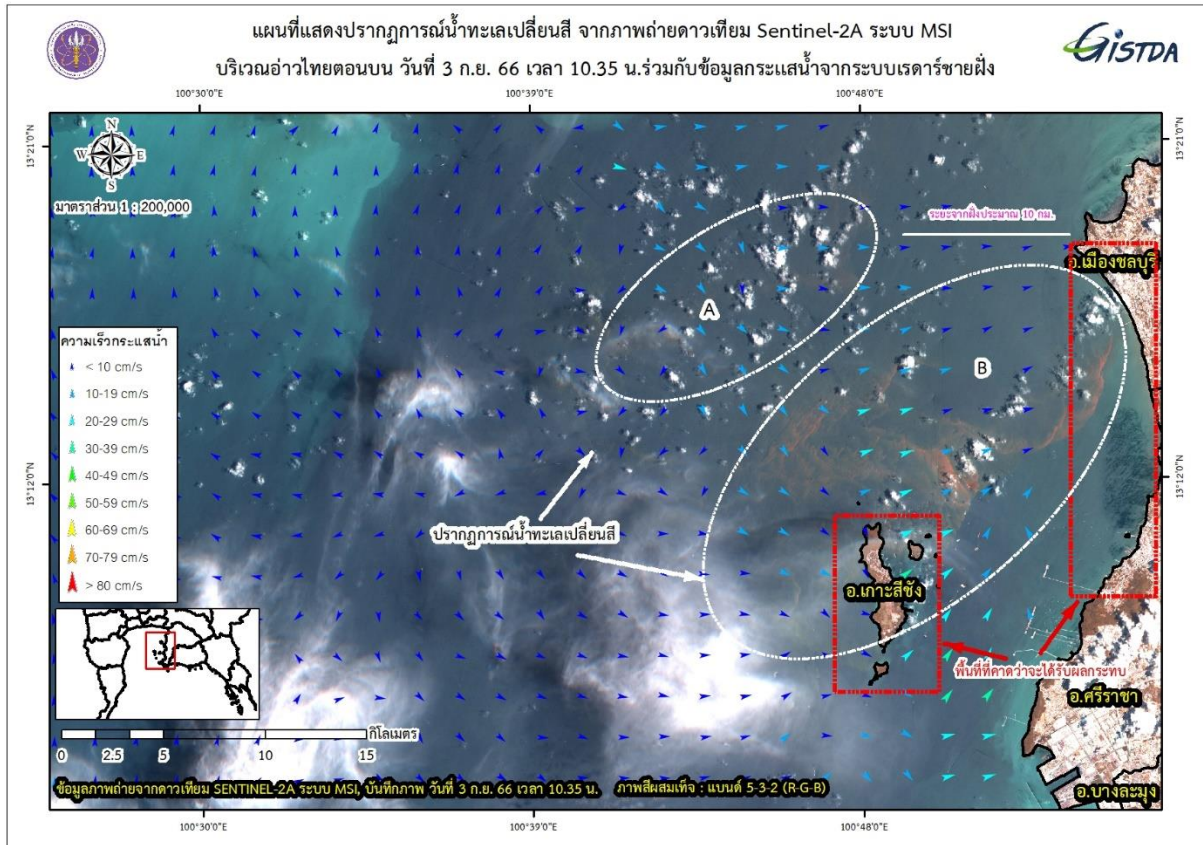 แผนที่แสดงปรากฏการณ์น้ำทะเลเปลี่ยนสี จากภาพถ่ายดาวเทียม Sentinel-2A ระบบ MSI
บริเวณอ่าวไทยตอนบน วันที่ 3 ก.ย. 66 เวลา 10.35 น.ร่วมกับข้อมูลกระแสน้ำจากระบบเรดาร์ชายฝั่ง
GISTDA
100°30'0"E
100°39'0"E
100°48'0"E
13°21'0"N
13°21'0"N
N
W E
S
มาตราส่วน 1 : 200,000
ระยะจากฝั่งประมาณ 10 กม.
อ.เมืองชลบุรี
A
B
ความเร็วกระแสน้ำ
< 10 cm/s
10-19 cm/s
20-29 cm/s
30-39 cm/s
40-49 cm/s
50-59 cm/s
60-69 cm/s
70-79 cm/s
> 80 cm/s
13°12'0"N
13°12'0"N
ปรากฏการณ์น้ำทะเลเปลี่ยนสี
อ.เกาะสีชัง
พื้นที่ที่คาดว่าจะได้รับผลกระทบ
อ.ศรีราชา
กิโลเมตร
0 2.5 5 10 15
ข้อมูลภาพถ่ายจากดาวเทียม SENTINEL-2A ระบบ MSI, บันทึกภาพ วันที่ 3 ก.ย. 66 เวลา 10.35 น. ภาพสีผสมเท็จ : แบนด์ 5-3-2 (R-G-B)
อ.บางละมุง
100°30'0"E
100°39'0"E
100°48'0"E